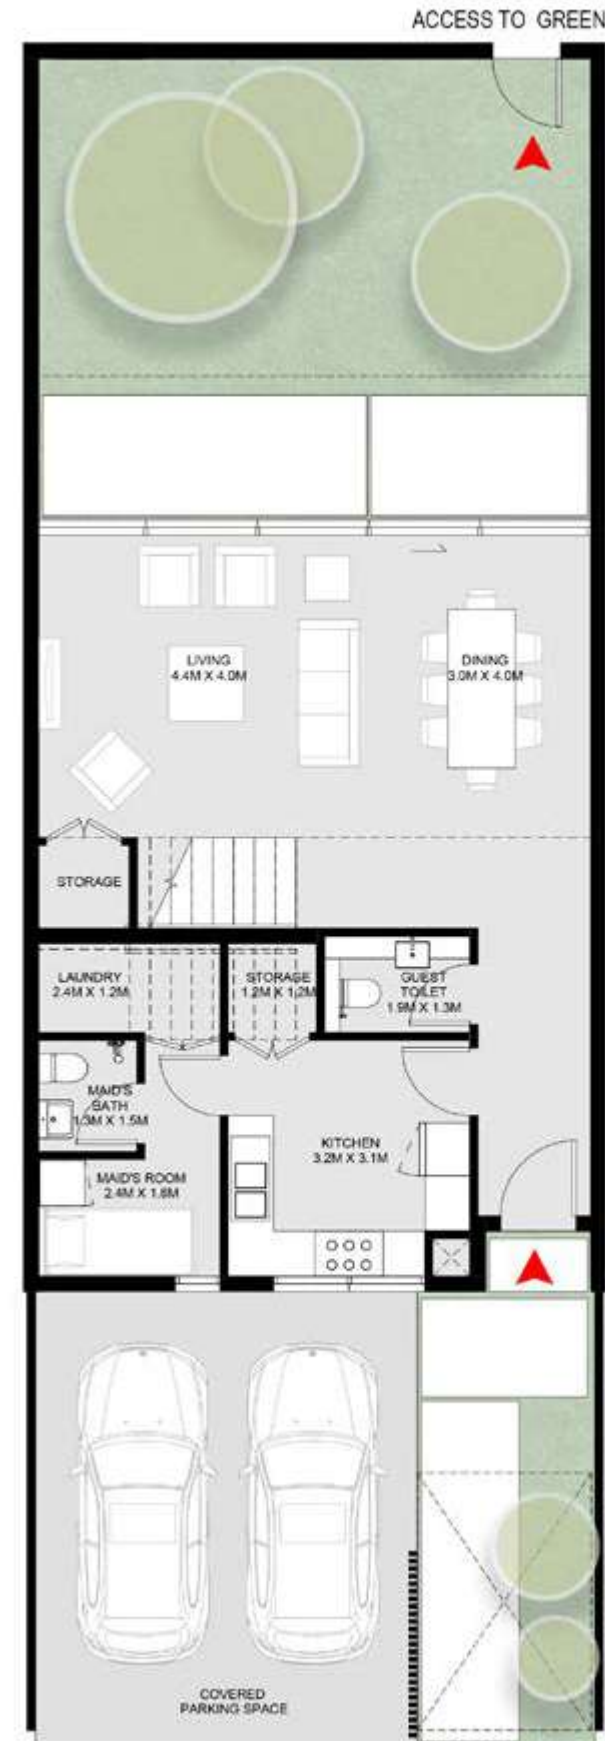 ACCESS TO GREEN
LIVING
4.4M X 4.0M
DINING
3.0M X 4.0M
STORAGE
LAUNDRY
2.4M X 1.2M
STORAGE
1.2M X 1.2M
GUEST
TOILET
1.9M X 1.3M
MAID'S
BATH
1.3M X 1.5M
KITCHEN
3.2M X 3.1M
MAID'S ROOM
2.4M X 1.6M
COVERED
PARKING SPACE